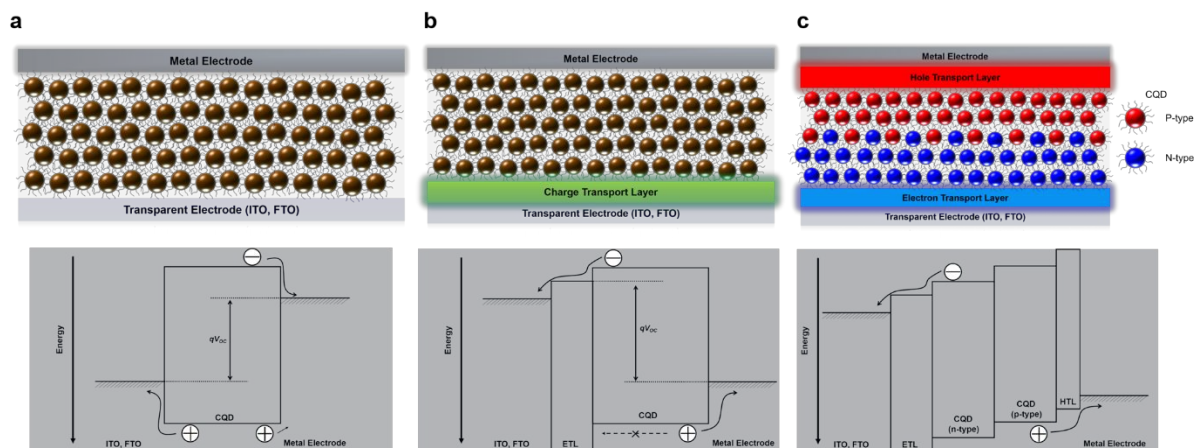 a
Metal Electrode
Transparent Electrode (ITO, FTO)
Energy
qVOC
CQD
ITO, FTO
Metal Electrode
b
Metal Electrode
Charge Transport Layer
Transparent Electrode (ITO, FTO)
Energy
qVOC
CQD
ITO, FTO
ETL
Metal Electrode
c
Metal Electrode
Hole Transport Layer
Electron Transport Layer
Transparent Electrode (ITO, FTO)
CQD
P-type
N-type
Energy
HTL
CQD
(p-type)
CQD
(n-type)
ITO, FTO
ETL
Metal Electrode